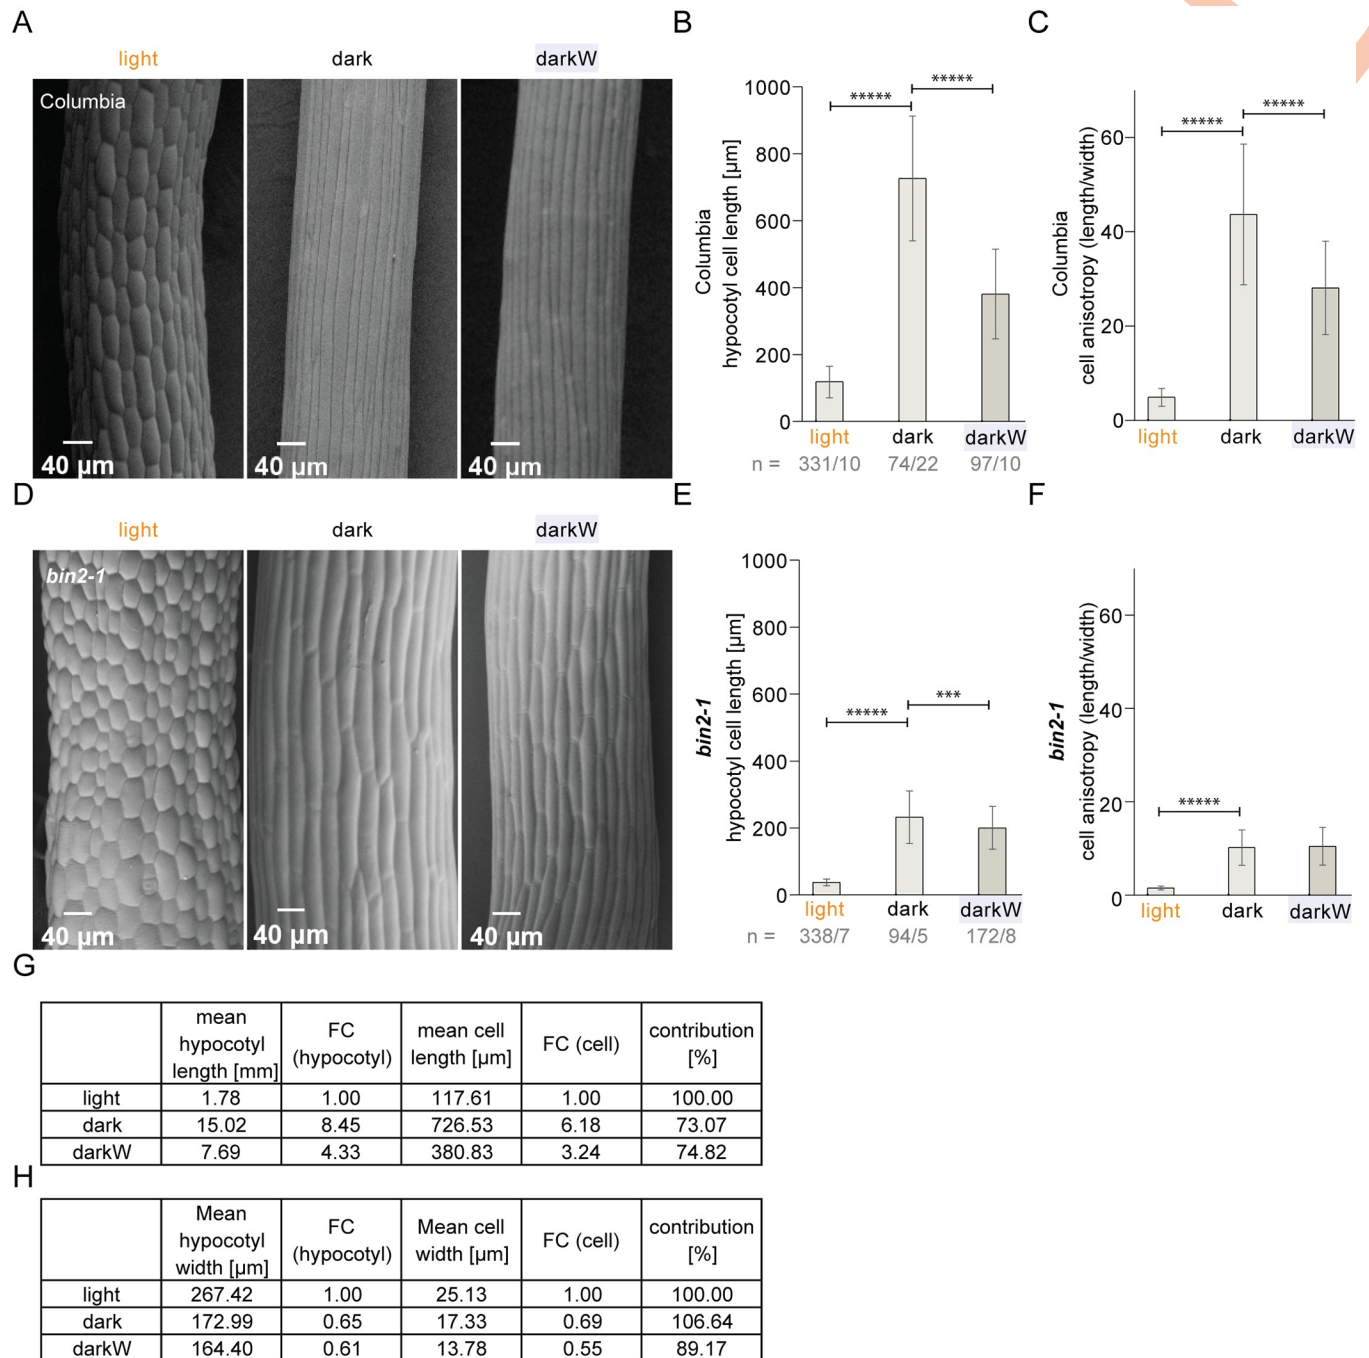 A
light
dark
darkW
Columbia
40 µm
40 µm
40 µm
B
Columbia
hypocotyl cell length [µm]
1000
800
600
400
200
0
*****
*****
light
dark
darkW
n =
331/10
74/22
97/10
C
Columbia
cell anisotropy (length/width)
60
40
20
0
*****
*****
light
dark
darkW
D
light
dark
darkW
bin2-1
40 µm
40 µm
40 µm
E
bin2-1
hypocotyl cell length [µm]
1000
800
600
400
200
0
*****
***
light
dark
darkW
n =
338/7
94/5
172/8
F
bin2-1
cell anisotropy (length/width)
60
40
20
0
*****
light
dark
darkW
G
mean hypocotyl length [mm]
FC (hypocotyl)
mean cell length [µm]
FC (cell)
contribution [%]
light 1.78 1.00 117.61 1.00 100.00
dark 15.02 8.45 726.53 6.18 73.07
darkW 7.69 4.33 380.83 3.24 74.82
H
Mean hypocotyl width [µm]
FC (hypocotyl)
Mean cell width [µm]
FC (cell)
contribution [%]
light 267.42 1.00 25.13 1.00 100.00
dark 172.99 0.65 17.33 0.69 106.64
darkW 164.40 0.61 13.78 0.55 89.17